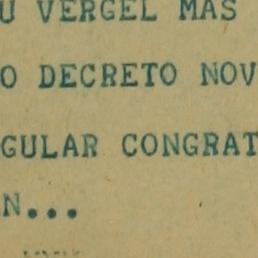 U VERGEL MAS
O DECRETO NOV
GULAR CONGRAT
N...